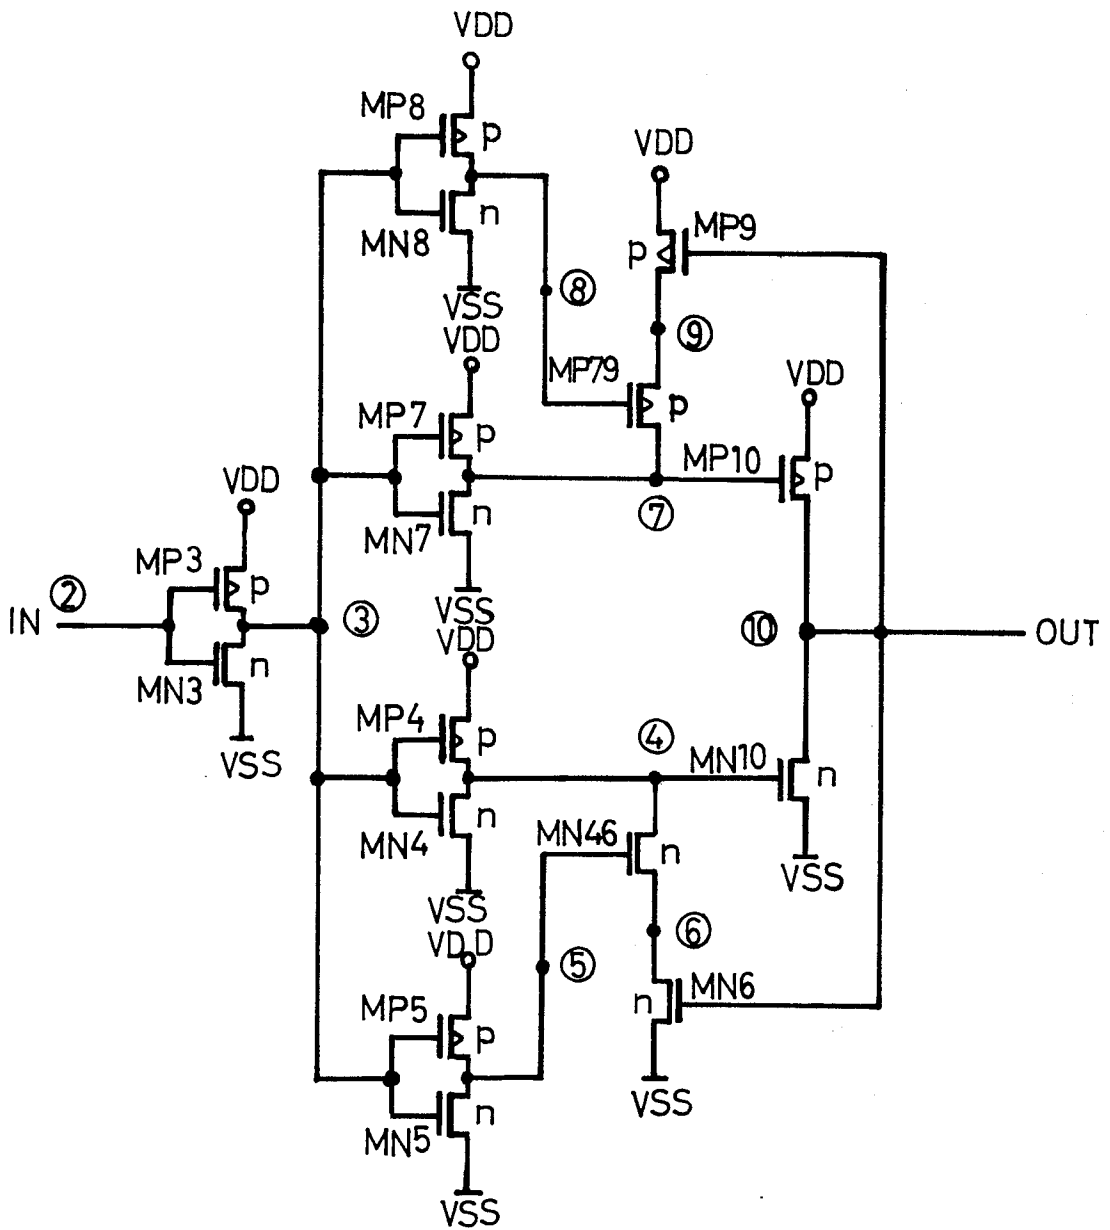 VDD
MP8
p
MN8
n
VSS
VDD
MP9
p
⑧
⑨
VDD
MP79
p
MP7
p
MN7
n
VSS
VDD
MP10
p
⑦
VDD
MP3
p
IN
②
③
MN3
n
VSS
⑩
OUT
VDD
MP4
p
④
MN4
n
VSS
MN10
n
VSS
MN46
n
VDD
⑤
⑥
MP5
p
MN6
n
VSS
MN5
n
VSS